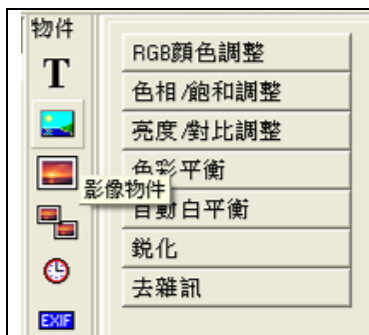 物件
T
EXIF
RGB顏色調整
色相/飽和調整
亮度/對比調整
色彩平衡
影像物件
自動白平衡
銳化
去雜訊